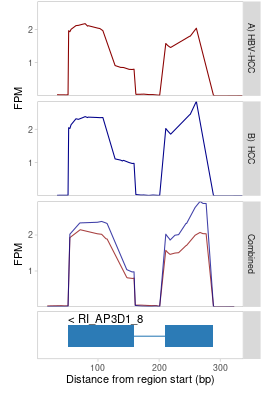 2
1
A) HBV-HCC
FPM
2
1
B) HCC
2
1
FPM
Combined
< RI_AP3D1_8
100
200
300
Distance from region start (bp)